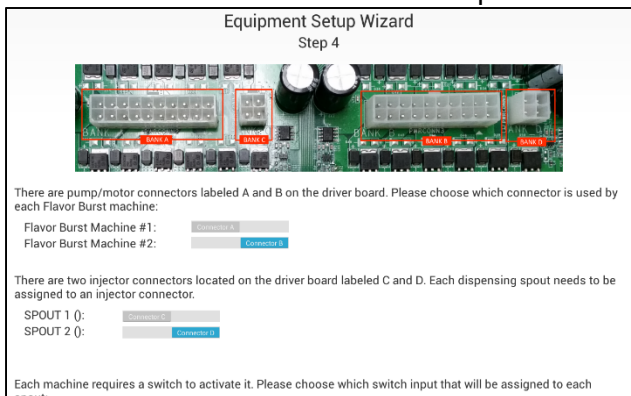 Equipment Setup Wizard
Step 4
BANK A
BANK C
BANK B
BANK D
There are pump/motor connectors labeled A and B on the driver board. Please choose which connector is used by
each Flavor Burst machine:
Flavor Burst Machine #1: Connector A
Flavor Burst Machine #2: Connector B
There are two injector connectors located on the driver board labeled C and D. Each dispensing spout needs to be
assigned to an injector connector.
SPOUT 1 (): Connector C
SPOUT 2 (): Connector D
Each machine requires a switch to activate it. Please choose which switch input that will be assigned to each